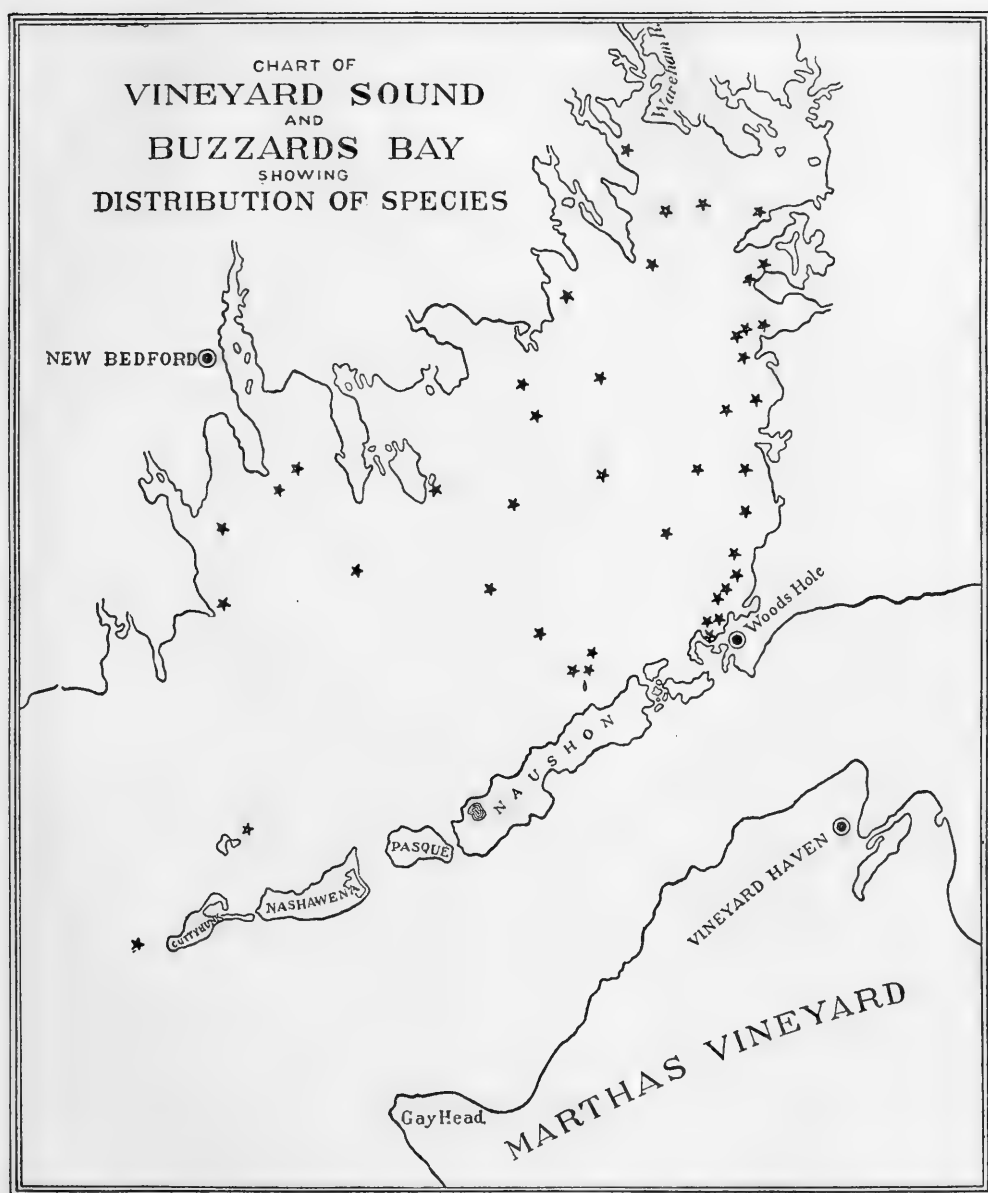 CHART OF
VINEYARD SOUND
AND
BUZZARDS BAY
SHOWING
DISTRIBUTION OF SPECIES
Wareham R.
NEW BEDFORD
Woods Hole
NAUSHON
PASQUE
NASHAWENA
CUTTYHUNK
VINEYARD HAVEN
MARTHAS VINEYARD
Gay Head.